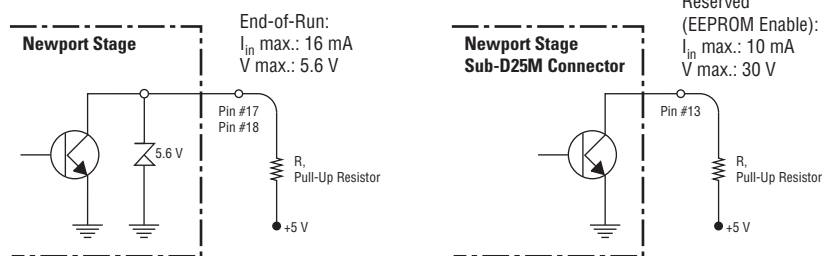 End-of-Run:
I_in max.: 16 mA
V max.: 5.6 V
Newport Stage
Pin #17
Pin #18
5.6 V
R,
Pull-Up Resistor
+5 V
Reserved
(EEPROM Enable):
I_in max.: 10 mA
V max.: 30 V
Newport Stage
Sub-D25M Connector
Pin #13
R,
Pull-Up Resistor
+5 V